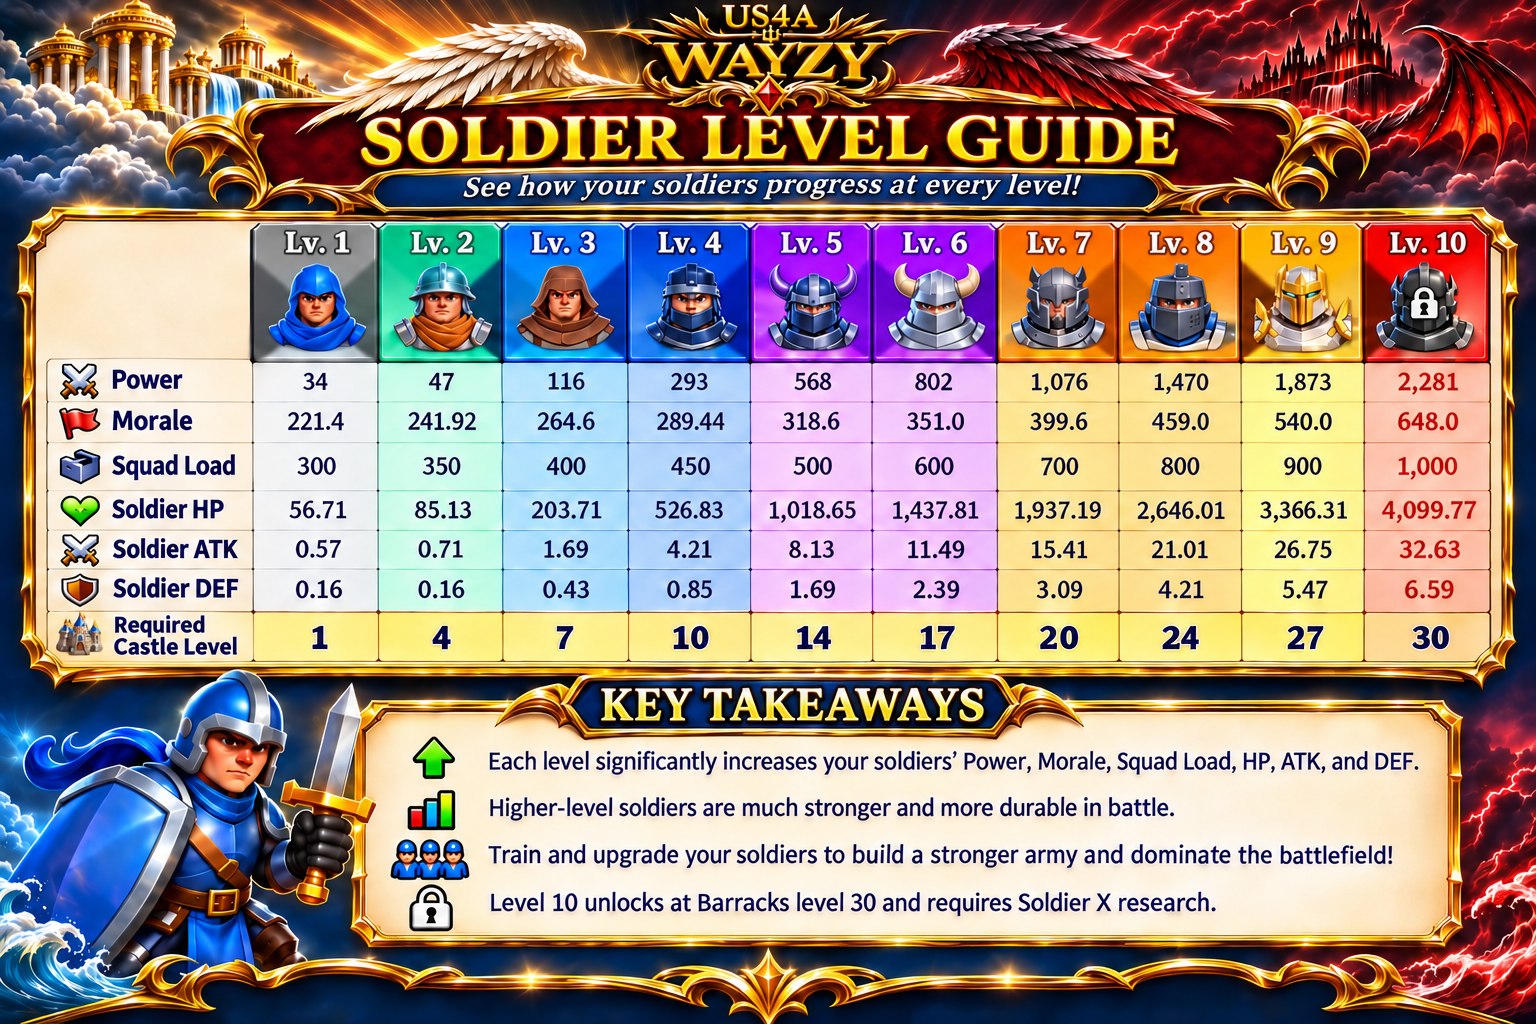 US4A
WAYZY
SOLDIER LEVEL GUIDE
See how your soldiers progress at every level!
Lv. 1 Lv. 2 Lv. 3 Lv. 4 Lv. 5 Lv. 6 Lv. 7 Lv. 8 Lv. 9 Lv. 10
Power 34 47 116 293 568 802 1,076 1,470 1,873 2,281
Morale 221.4 241.92 264.6 289.44 318.6 351.0 399.6 459.0 540.0 648.0
Squad Load 300 350 400 450 500 600 700 800 900 1,000
Soldier HP 56.71 85.13 203.71 526.83 1,018.65 1,437.81 1,937.19 2,646.01 3,366.31 4,099.77
Soldier ATK 0.57 0.71 1.69 4.21 8.13 11.49 15.41 21.01 26.75 32.63
Soldier DEF 0.16 0.16 0.43 0.85 1.69 2.39 3.09 4.21 5.47 6.59
Required
Castle Level 1 4 7 10 14 17 20 24 27 30
KEY TAKEAWAYS
Each level significantly increases your soldiers' Power, Morale, Squad Load, HP, ATK, and DEF.
Higher-level soldiers are much stronger and more durable in battle.
Train and upgrade your soldiers to build a stronger army and dominate the battlefield!
Level 10 unlocks at Barracks level 30 and requires Soldier X research.